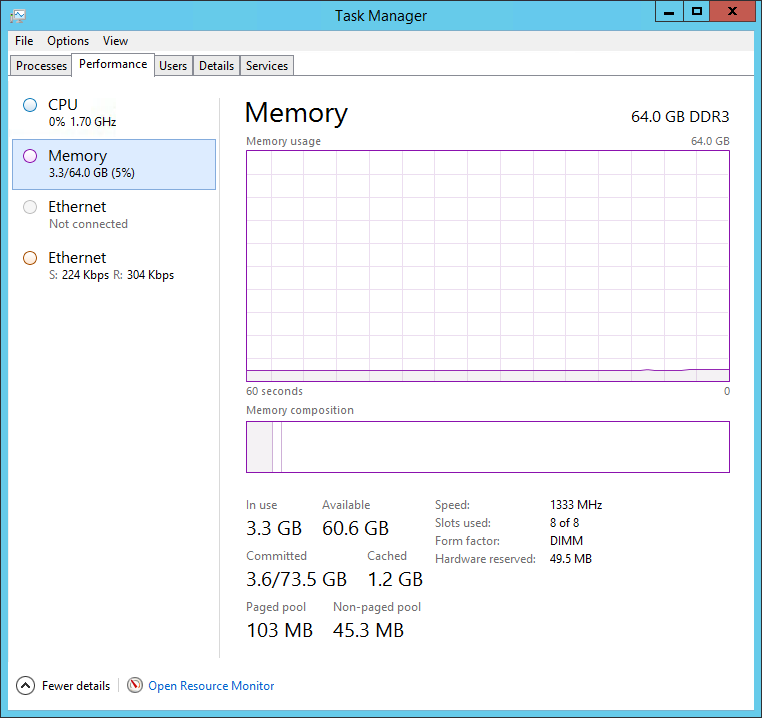 Task Manager
File Options View
Processes Performance Users Details Services
CPU
0% 1.70 GHz
Memory
3.3/64.0 GB (5%)
Ethernet
Not connected
Ethernet
S: 224 Kbps R: 304 Kbps
Memory 64.0 GB DDR3
Memory usage 64.0 GB
60 seconds 0
Memory composition
In use Available
3.3 GB 60.6 GB
Committed Cached
3.6/73.5 GB 1.2 GB
Paged pool Non-paged pool
103 MB 45.3 MB
Speed: 1333 MHz
Slots used: 8 of 8
Form factor: DIMM
Hardware reserved: 49.5 MB
Fewer details Open Resource Monitor